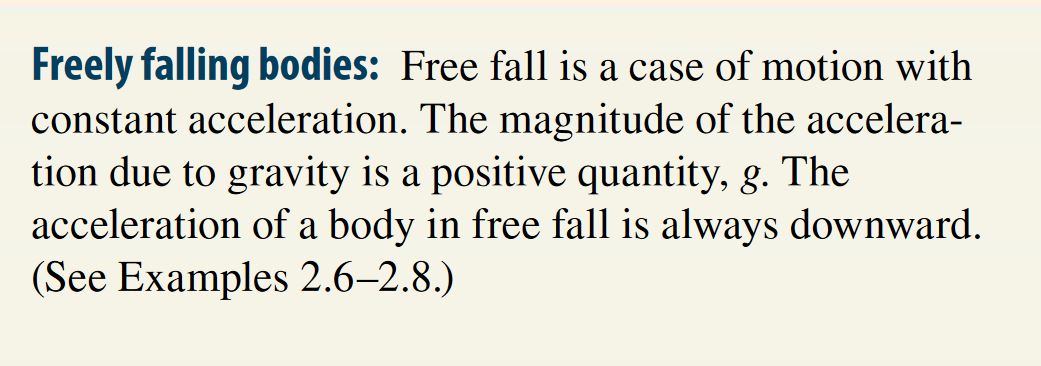 Freely falling bodies: Free fall is a case of motion with
constant acceleration. The magnitude of the accelera-
tion due to gravity is a positive quantity, g. The
acceleration of a body in free fall is always downward.
(See Examples 2.6–2.8.)